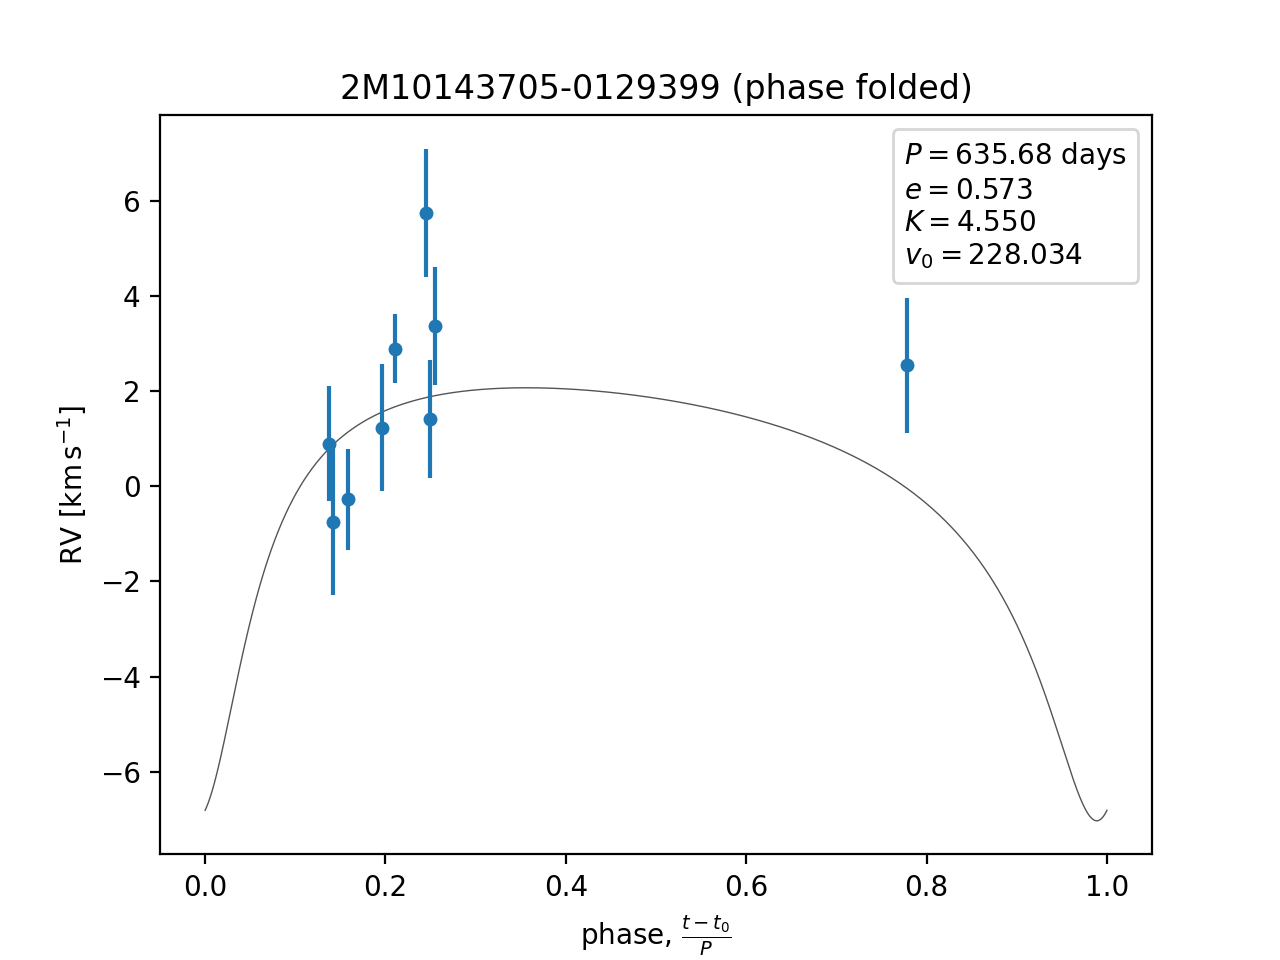 2M10143705-0129399 (phase folded)
P = 635.68 days
e = 0.573
K = 4.550
v₀ = 228.034
RV [km s⁻¹]
6
4
2
0
−2
−4
−6
0.0 0.2 0.4 0.6 0.8 1.0
phase, (t − t₀)/P